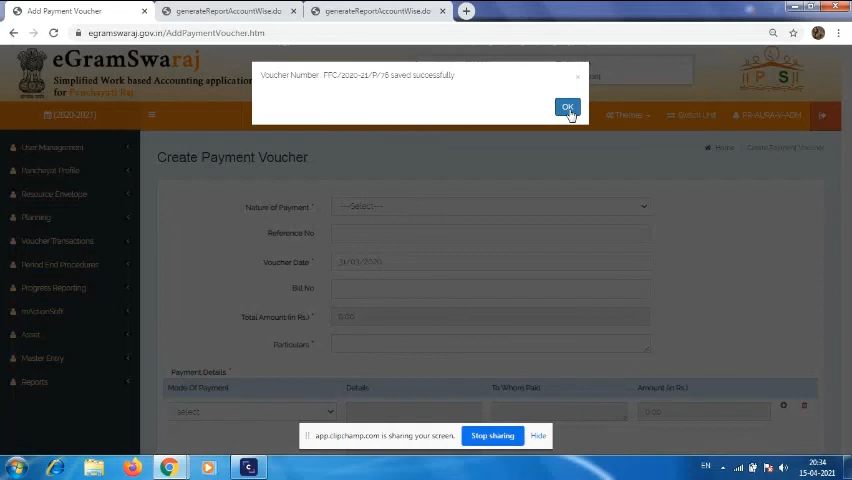 Add Payment Voucher
generateReportAccountWise.do
generateReportAccountWise.do
egramswaraj.gov.in/AddPaymentVoucher.htm
eGramSwaraj
Simplified Work based Accounting application
for Panchayati Raj
Voucher Number FFC/2020-21/P/76 saved successfully
OK
(2020-2021)
Themes
Switch Unit
PR-AURA-V-ADM
User Management
Panchayat Profile
Resource Envelope
Planning
Voucher Transactions
Period End Procedures
Progress Reporting
mActionSoft
Asset
Master Entry
Reports
Create Payment Voucher
Home
Create Payment Voucher
Nature of Payment *
---Select---
Reference No
Voucher Date *
31/03/2020
Bill No
Total Amount (in Rs.) *
0.00
Particulars *
Payment Details *
Mode Of Payment
Details
To Whom Paid
Amount (in Rs.)
select
0.00
app.clipchamp.com is sharing your screen.
Stop sharing
Hide
EN
20:34
15-04-2021